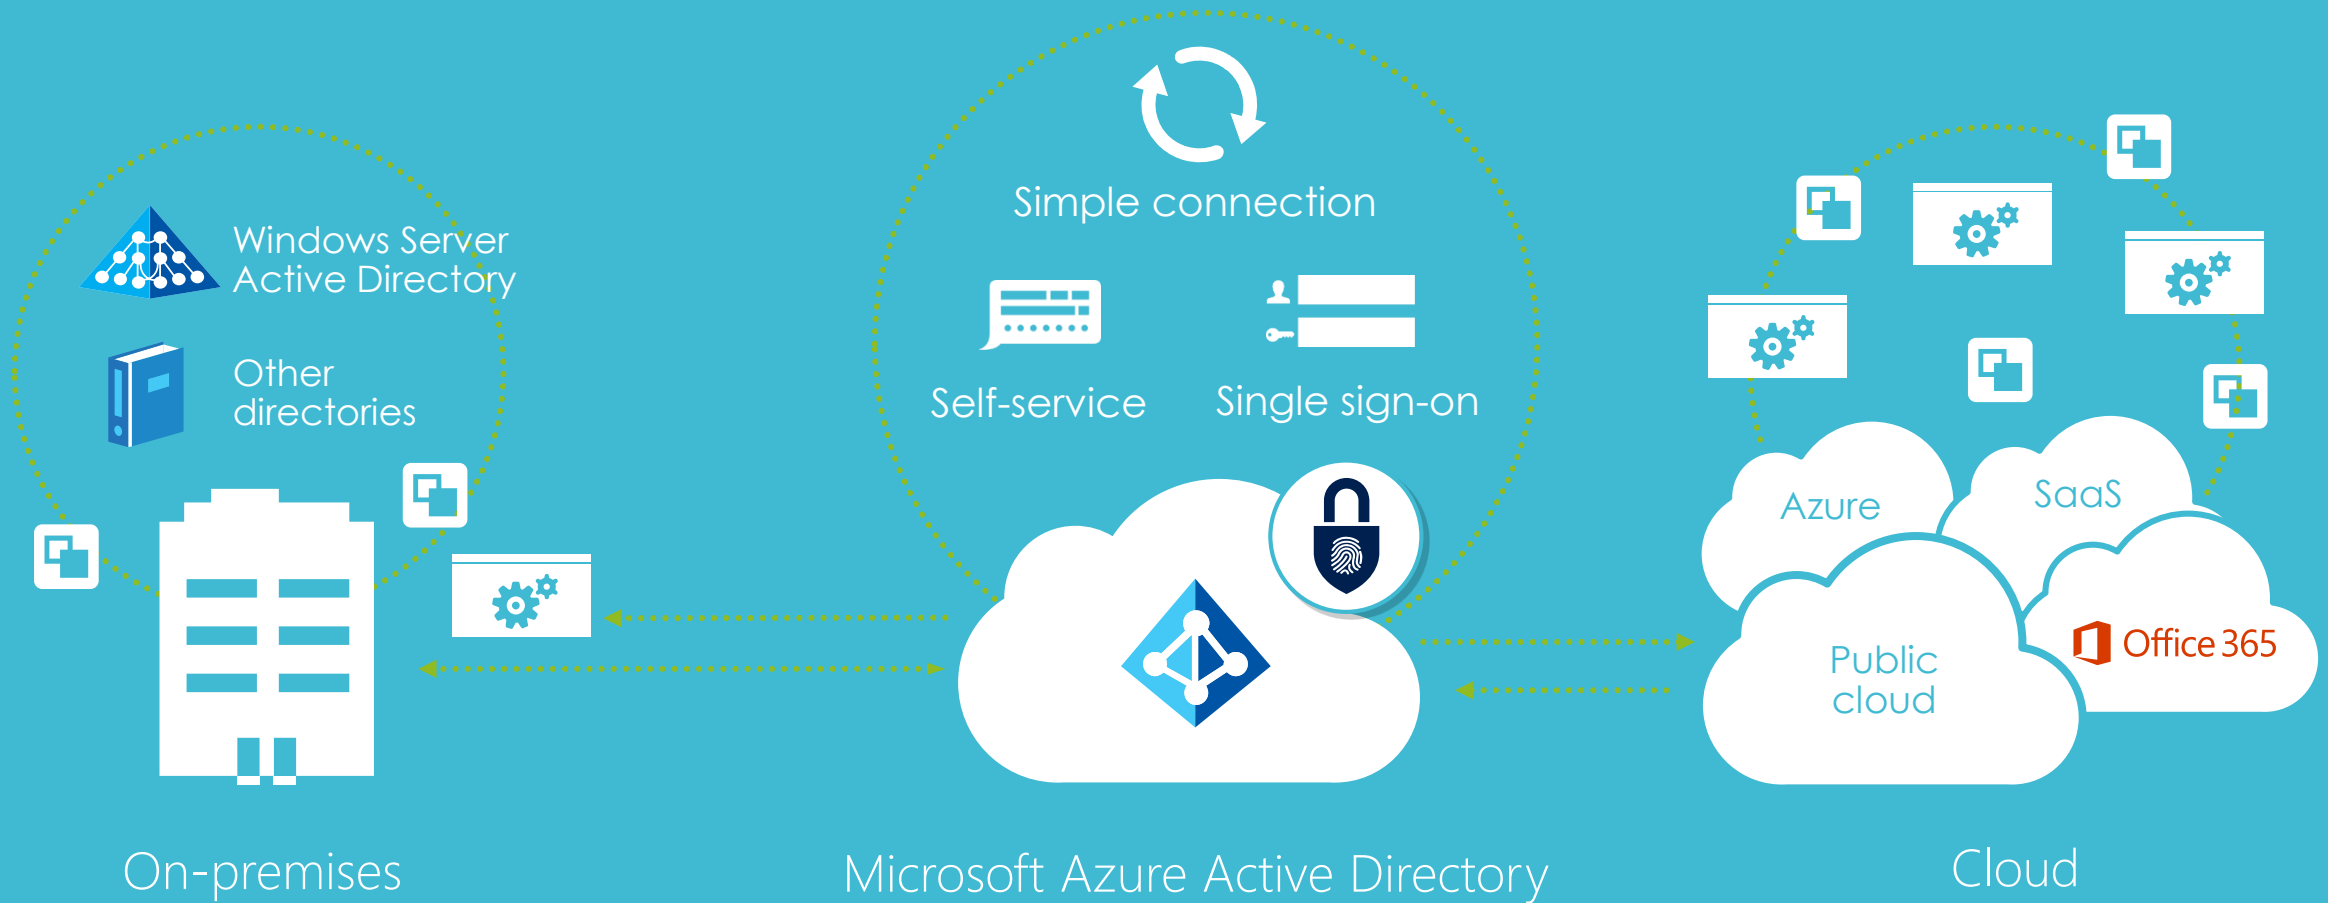 Simple connection
Windows Server
Active Directory
Other
directories
Self-service
Single sign-on
Azure
SaaS
Public
cloud
Office 365
On-premises
Microsoft Azure Active Directory
Cloud